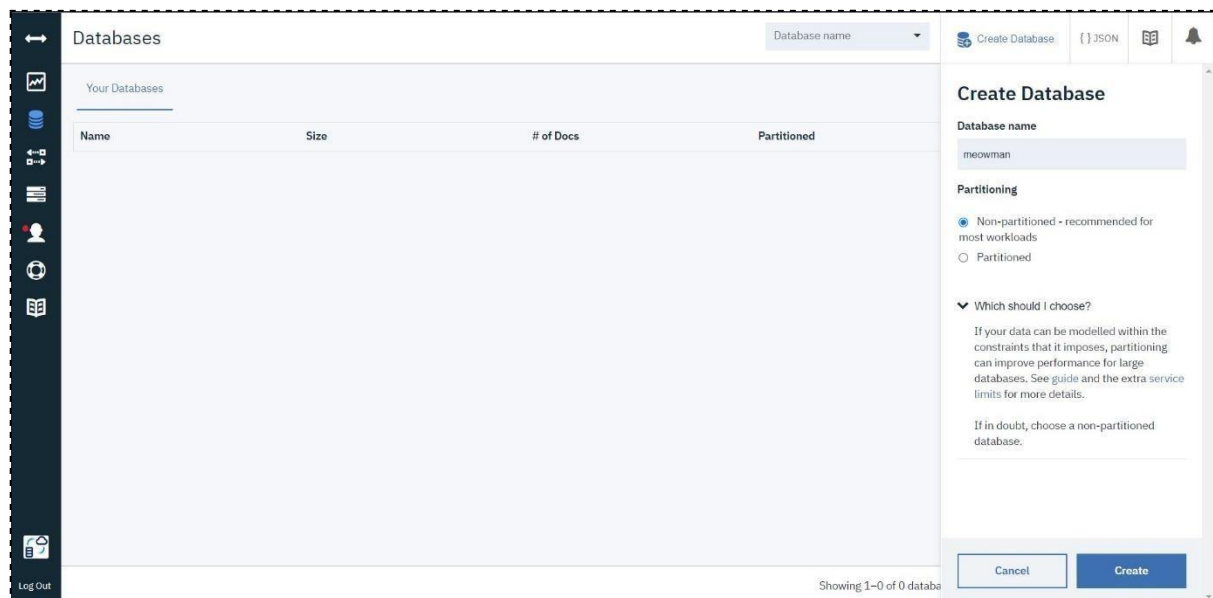 Databases
Database name
Create Database
{ } JSON
Your Databases
Name Size # of Docs Partitioned
Create Database
Database name
meowman
Partitioning
Non-partitioned - recommended for
most workloads
Partitioned
Which should I choose?
If your data can be modelled within the
constraints that it imposes, partitioning
can improve performance for large
databases. See guide and the extra service
limits for more details.
If in doubt, choose a non-partitioned
database.
Cancel
Create
Log Out
Showing 1–0 of 0 databa